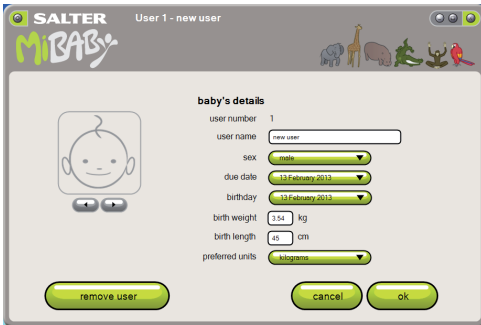 SALTER
User 1 - new user
MiBABY
baby's details
user number 1
user name new user
sex male
due date 13 February 2013
birthday 13 February 2013
birth weight 3.54 kg
birth length 45 cm
preferred units kilograms
remove user
cancel
ok